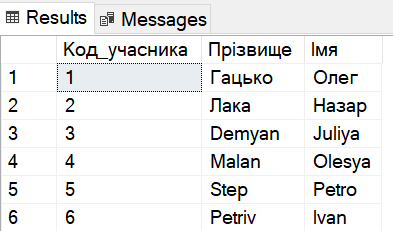 Results Messages
Код_учасника Прізвище Імя
1 1 Гацько Олег
2 2 Лака Назар
3 3 Demyan Juliya
4 4 Malan Olesya
5 5 Step Petro
6 6 Petriv Ivan